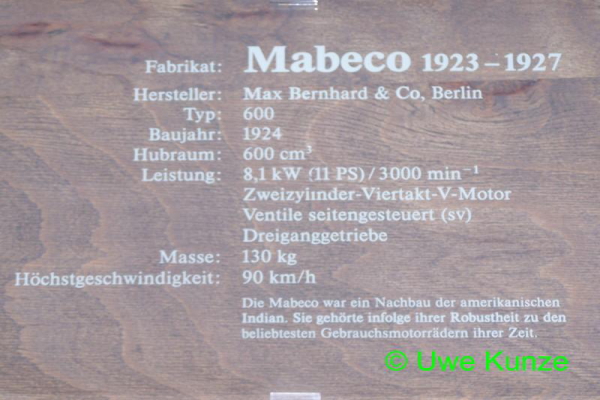 Fabrikat: Mabeco 1923 – 1927
Hersteller: Max Bernhard & Co, Berlin
Typ: 600
Baujahr: 1924
Hubraum: 600 cm³
Leistung: 8,1 kW (11 PS) / 3000 min⁻¹
Zweizylinder-Viertakt-V-Motor
Ventile seitengesteuert (sv)
Dreiganggetriebe
Masse: 130 kg
Höchstgeschwindigkeit: 90 km/h
Die Mabeco war ein Nachbau der amerikanischen
Indian. Sie gehörte infolge ihrer Robustheit zu den
beliebtesten Gebrauchsmotorrädern ihrer Zeit.
© Uwe Kunze